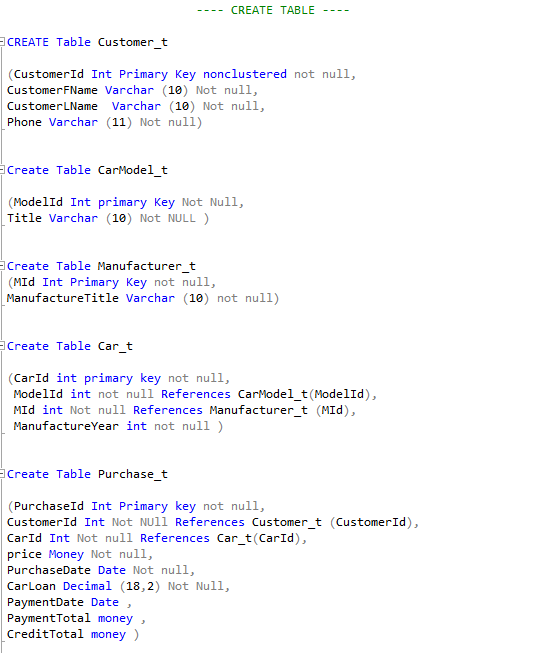 ---- CREATE TABLE ----
CREATE Table Customer_t
(CustomerId Int Primary Key nonclustered not null,
CustomerFName Varchar (10) Not null,
CustomerLName  Varchar (10) Not null,
Phone Varchar (11) Not null)
Create Table CarModel_t
(ModelId Int primary Key Not Null,
Title Varchar (10) Not NULL )
Create Table Manufacturer_t
(MId Int Primary Key Not null,
ManufactureTitle Varchar (10) not null)
Create Table Car_t
(CarId int primary key not null,
ModelId int not null References CarModel_t(ModelId),
MId int Not null References Manufacturer_t (MId),
ManufactureYear int not null )
Create Table Purchase_t
(PurchaseId Int Primary key not null,
CustomerId Int Not NUll References Customer_t (CustomerId),
CarId Int Not null References Car_t(CarId),
price Money Not null,
PurchaseDate Date Not null,
CarLoan Decimal (18,2) Not Null,
PaymentDate Date ,
PaymentTotal money ,
CreditTotal money )